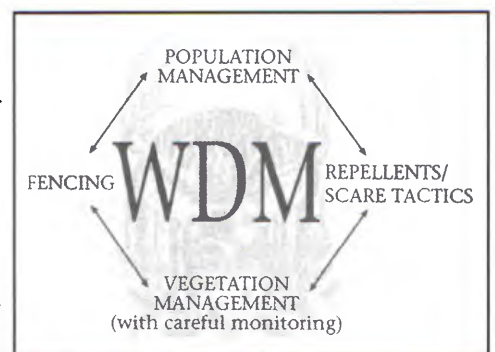 POPULATION
MANAGEMENT
FENCING
WDM
REPELLENTS/
SCARE TACTICS
VEGETATION
MANAGEMENT
(with careful monitoring)